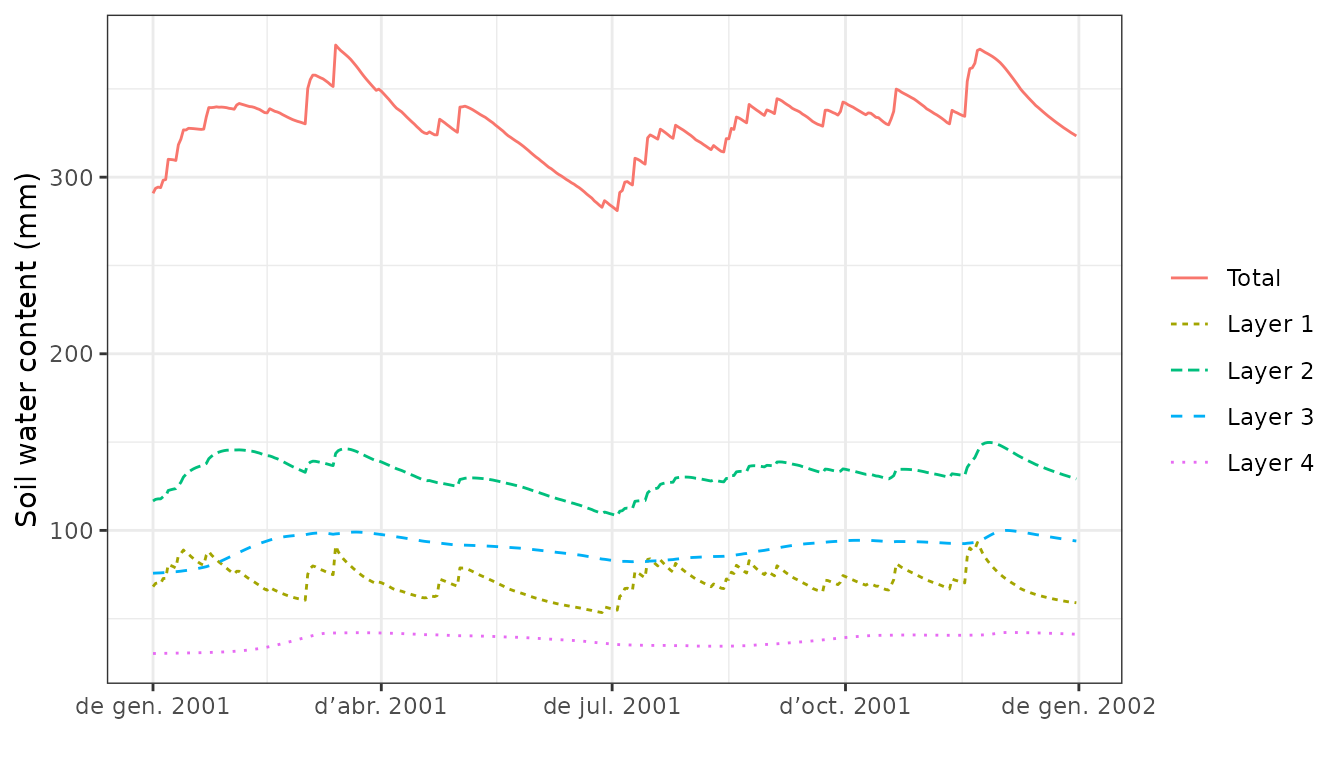 Soil water content (mm)
300
200
100
de gen. 2001
d’abr. 2001
de jul. 2001
d’oct. 2001
de gen. 2002
Total
Layer 1
Layer 2
Layer 3
Layer 4